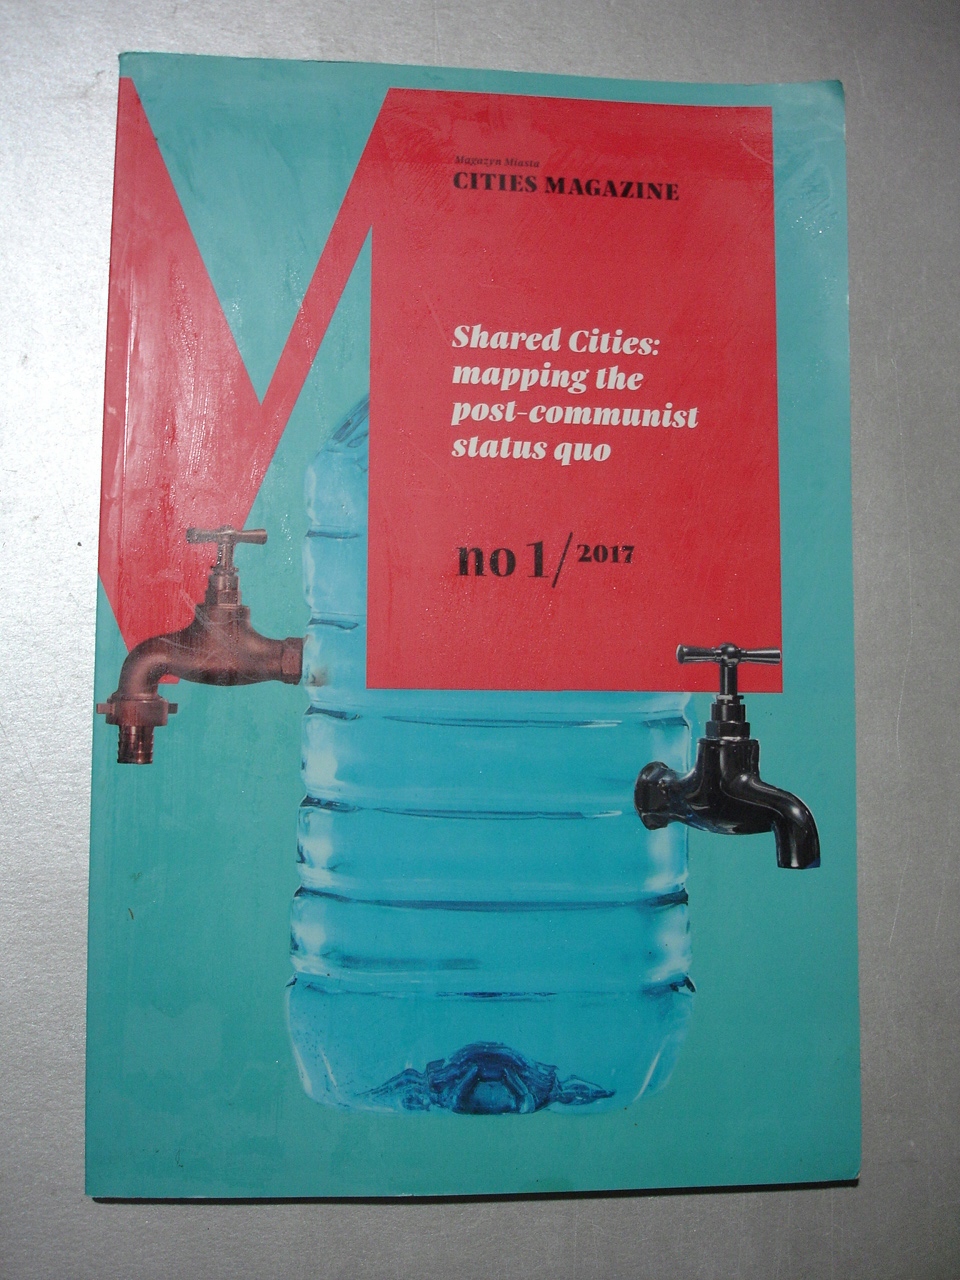 Magazyn Miasta
CITIES MAGAZINE
Shared Cities:
mapping the
post-communist
status quo
no 1/2017